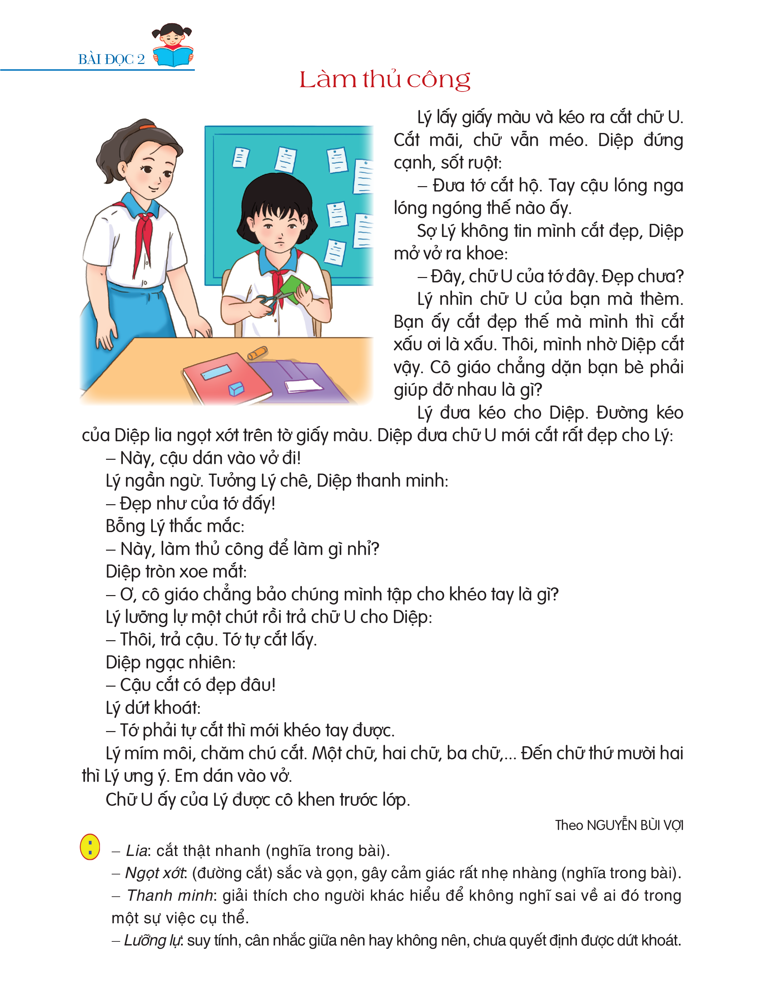 BÀI ĐỌC 2
Làm thủ công
Lý lấy giấy màu và kéo ra cắt chữ U.
Cắt mãi, chữ vẫn méo. Diệp đứng
cạnh, sốt ruột:
– Đưa tớ cắt hộ. Tay cậu lóng nga
lóng ngóng thế nào ấy.
Sợ Lý không tin mình cắt đẹp, Diệp
mở vở ra khoe:
– Đây, chữ U của tớ đây. Đẹp chưa?
Lý nhìn chữ U của bạn mà thèm.
Bạn ấy cắt đẹp thế mà mình thì cắt
xấu ơi là xấu. Thôi, mình nhờ Diệp cắt
vậy. Cô giáo chẳng dặn bạn bè phải
giúp đỡ nhau là gì?
Lý đưa kéo cho Diệp. Đường kéo
của Diệp lia ngọt xớt trên tờ giấy màu. Diệp đưa chữ U mới cắt rất đẹp cho Lý:
– Này, cậu dán vào vở đi!
Lý ngần ngừ. Tưởng Lý chê, Diệp thanh minh:
– Đẹp như của tớ đấy!
Bỗng Lý thắc mắc:
– Này, làm thủ công để làm gì nhỉ?
Diệp tròn xoe mắt:
– Ơ, cô giáo chẳng bảo chúng mình tập cho khéo tay là gì?
Lý lưỡng lự một chút rồi trả chữ U cho Diệp:
– Thôi, trả cậu. Tớ tự cắt lấy.
Diệp ngạc nhiên:
– Cậu cắt có đẹp đâu!
Lý dứt khoát:
– Tớ phải tự cắt thì mới khéo tay được.
Lý mím môi, chăm chú cắt. Một chữ, hai chữ, ba chữ,... Đến chữ thứ mười hai
thì Lý ưng ý. Em dán vào vở.
Chữ U ấy của Lý được cô khen trước lớp.
Theo NGUYỄN BÙI VỢI
– Lia: cắt thật nhanh (nghĩa trong bài).
– Ngọt xớt: (đường cắt) sắc và gọn, gây cảm giác rất nhẹ nhàng (nghĩa trong bài).
– Thanh minh: giải thích cho người khác hiểu để không nghĩ sai về ai đó trong
một sự việc cụ thể.
– Lưỡng lự: suy tính, cân nhắc giữa nên hay không nên, chưa quyết định được dứt khoát.